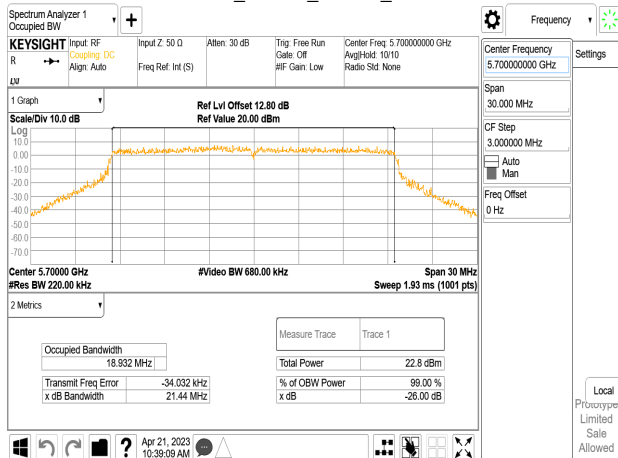 Spectrum Analyzer 1
Occupied BW
Frequency
KEYSIGHT
R
LXI
Input: RF
Coupling: DC
Align: Auto
Input Z: 50 Ω
Freq Ref: Int (S)
Atten: 30 dB
Trig: Free Run
Gate: Off
#IF Gain: Low
Center Freq: 5.700000000 GHz
Avg|Hold: 10/10
Radio Std: None
Center Frequency
5.700000000 GHz
Settings
Span
30.000 MHz
CF Step
3.000000 MHz
Auto
Man
Freq Offset
0 Hz
1 Graph
Scale/Div 10.0 dB
Ref Lvl Offset 12.80 dB
Ref Value 20.00 dBm
Log
10.0
0.00
-10.0
-20.0
-30.0
-40.0
-50.0
-60.0
-70.0
Center 5.70000 GHz
#Video BW 680.00 kHz
Span 30 MHz
#Res BW 220.00 kHz
Sweep 1.93 ms (1001 pts)
2 Metrics
Measure Trace Trace 1
Occupied Bandwidth
18.932 MHz
Total Power 22.8 dBm
Transmit Freq Error -34.032 kHz
% of OBW Power 99.00 %
x dB Bandwidth 21.44 MHz
x dB -26.00 dB
Local
Prototype
Limited
Sale
Allowed
?
Apr 21, 2023
10:39:09 AM